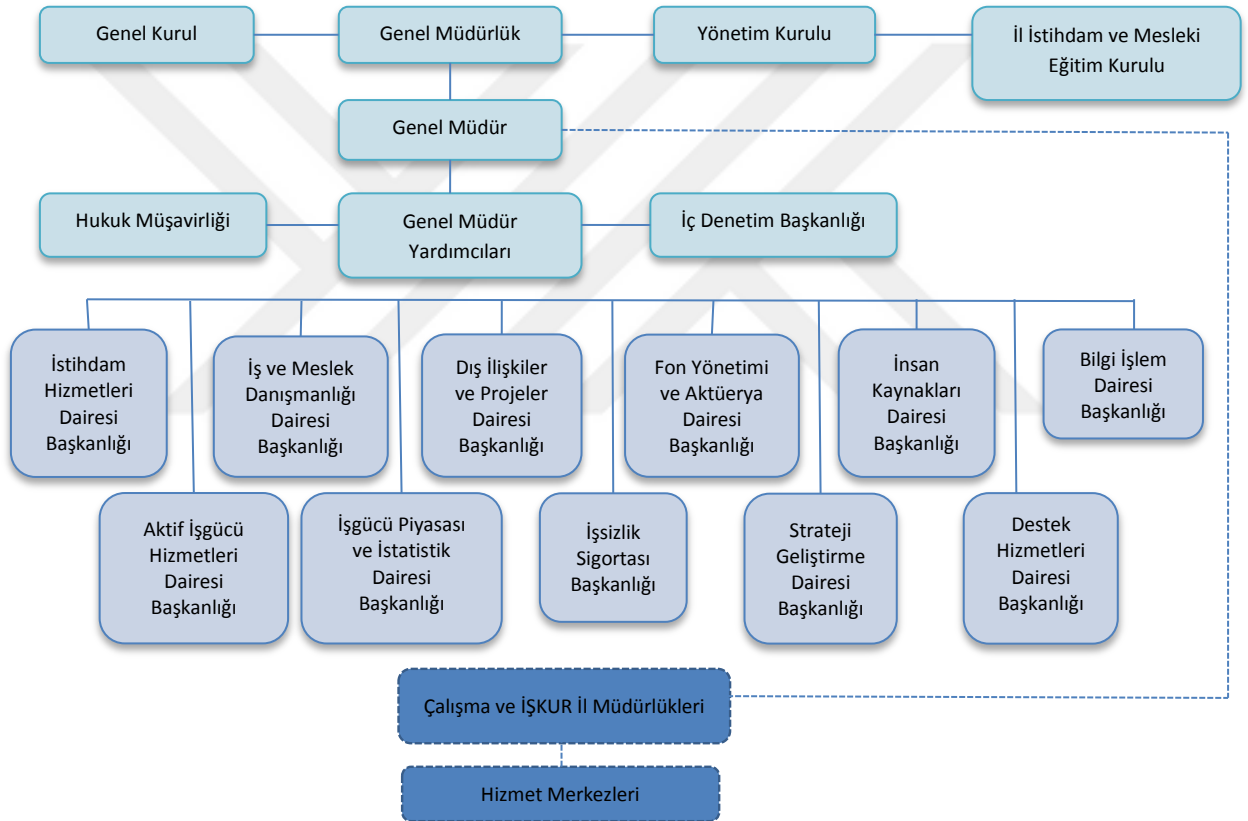 Genel Kurul
Genel Müdürlük
Yönetim Kurulu
İl İstihdam ve Mesleki
Eğitim Kurulu
Genel Müdür
Hukuk Müşavirliği
Genel Müdür
Yardımcıları
İç Denetim Başkanlığı
İstihdam
Hizmetleri
Dairesi
Başkanlığı
İş ve Meslek
Danışmanlığı
Dairesi
Başkanlığı
Dış İlişkiler
ve Projeler
Dairesi
Başkanlığı
Fon Yönetimi
ve Aktüerya
Dairesi
Başkanlığı
İnsan
Kaynakları
Dairesi
Başkanlığı
Bilgi İşlem
Dairesi
Başkanlığı
Aktif İşgücü
Hizmetleri
Dairesi
Başkanlığı
İşgücü Piyasası
ve İstatistik
Dairesi
Başkanlığı
İşsizlik
Sigortası
Başkanlığı
Strateji
Geliştirme
Dairesi
Başkanlığı
Destek
Hizmetleri
Dairesi
Başkanlığı
Çalışma ve İŞKUR İl Müdürlükleri
Hizmet Merkezleri